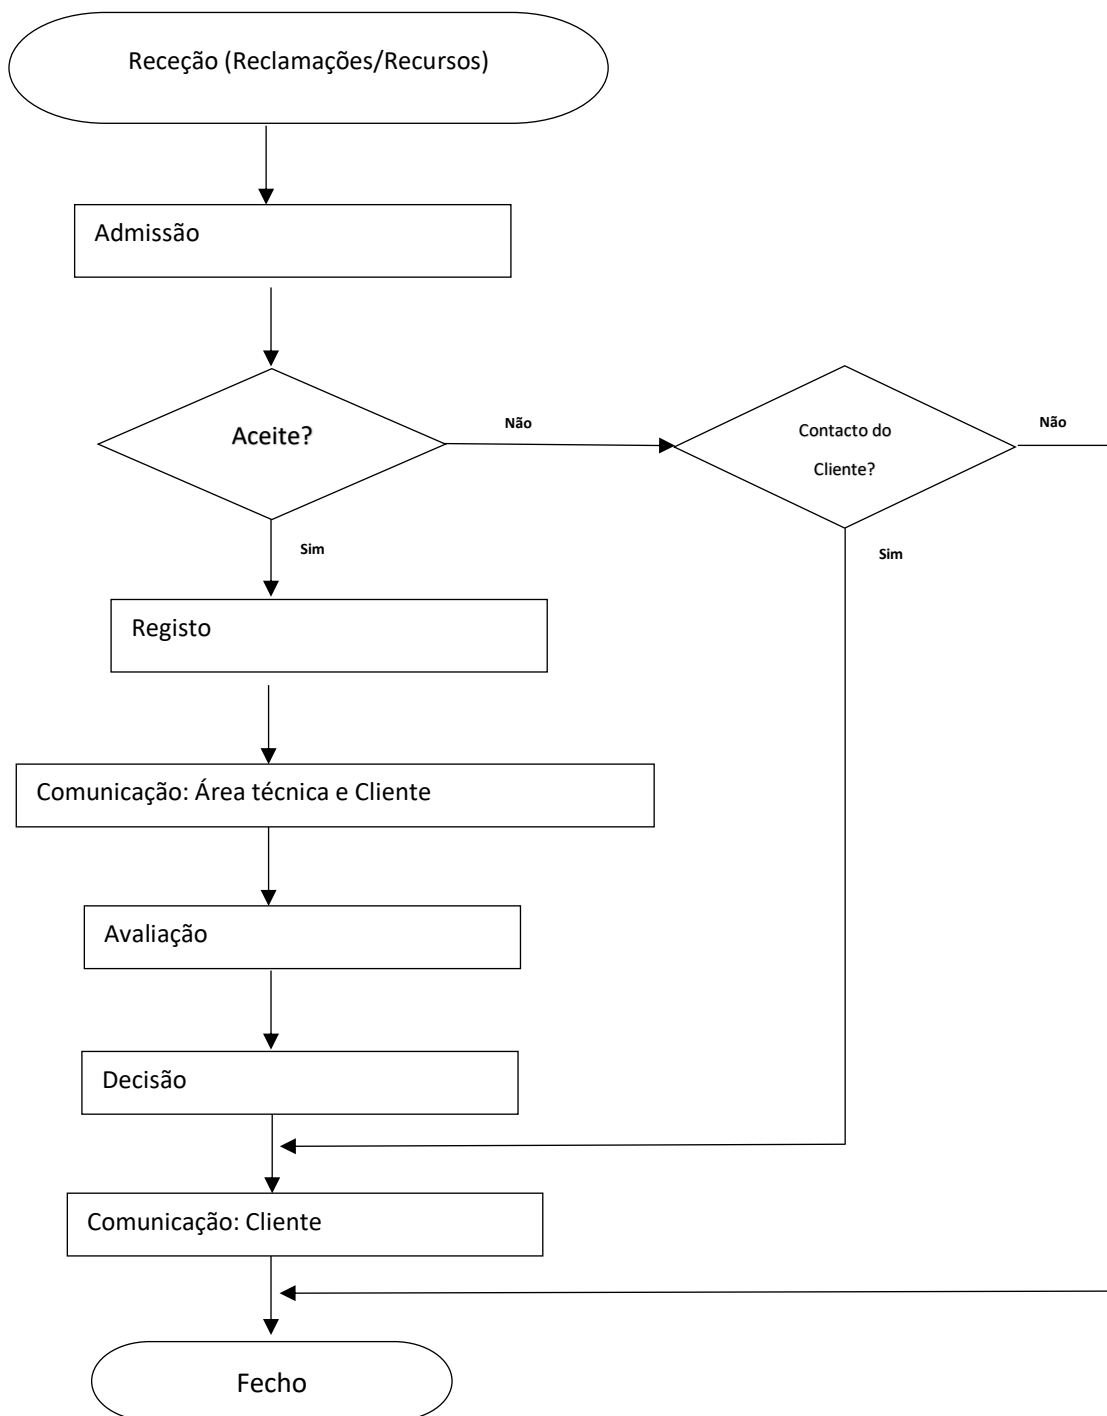 Receção (Reclamações/Recursos)
Admissão
Aceite?
Não
Contacto do
Cliente?
Não
Sim
Sim
Registo
Comunicação: Área técnica e Cliente
Avaliação
Decisão
Comunicação: Cliente
Fecho